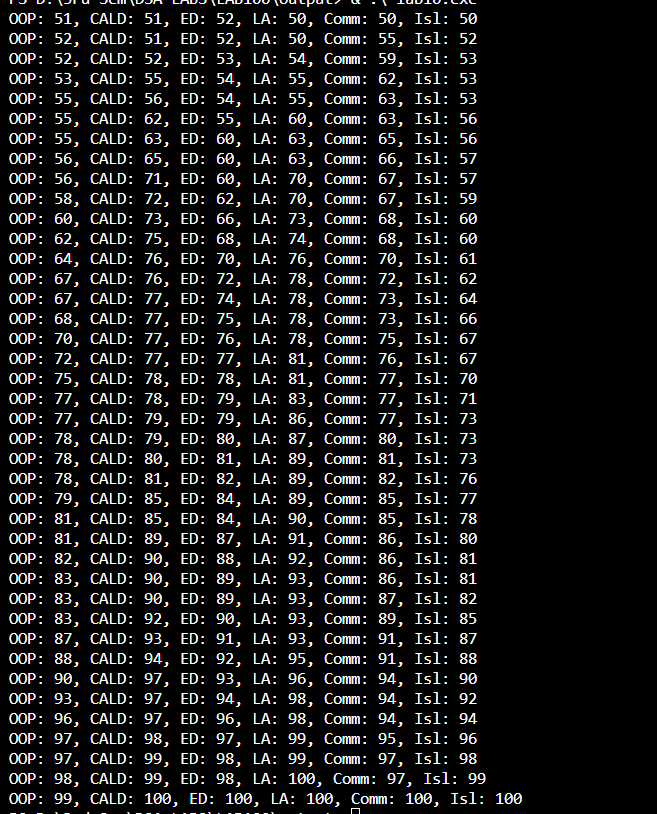 OOP: 51, CALD: 51, ED: 52, LA: 50, Comm: 50, Isl: 50
OOP: 52, CALD: 51, ED: 52, LA: 50, Comm: 55, Isl: 52
OOP: 52, CALD: 52, ED: 53, LA: 54, Comm: 59, Isl: 53
OOP: 53, CALD: 55, ED: 54, LA: 55, Comm: 62, Isl: 53
OOP: 55, CALD: 56, ED: 54, LA: 55, Comm: 63, Isl: 53
OOP: 55, CALD: 62, ED: 55, LA: 60, Comm: 63, Isl: 56
OOP: 55, CALD: 63, ED: 60, LA: 63, Comm: 65, Isl: 56
OOP: 56, CALD: 65, ED: 60, LA: 63, Comm: 66, Isl: 57
OOP: 56, CALD: 71, ED: 60, LA: 70, Comm: 67, Isl: 57
OOP: 58, CALD: 72, ED: 62, LA: 70, Comm: 67, Isl: 59
OOP: 60, CALD: 73, ED: 66, LA: 73, Comm: 68, Isl: 60
OOP: 62, CALD: 75, ED: 68, LA: 74, Comm: 68, Isl: 60
OOP: 64, CALD: 76, ED: 70, LA: 76, Comm: 70, Isl: 61
OOP: 67, CALD: 76, ED: 72, LA: 78, Comm: 72, Isl: 62
OOP: 67, CALD: 77, ED: 74, LA: 78, Comm: 73, Isl: 64
OOP: 68, CALD: 77, ED: 75, LA: 78, Comm: 73, Isl: 66
OOP: 70, CALD: 77, ED: 76, LA: 78, Comm: 75, Isl: 67
OOP: 72, CALD: 77, ED: 77, LA: 81, Comm: 76, Isl: 67
OOP: 75, CALD: 78, ED: 78, LA: 81, Comm: 77, Isl: 70
OOP: 77, CALD: 78, ED: 79, LA: 83, Comm: 77, Isl: 71
OOP: 77, CALD: 79, ED: 79, LA: 86, Comm: 77, Isl: 73
OOP: 78, CALD: 79, ED: 80, LA: 87, Comm: 80, Isl: 73
OOP: 78, CALD: 80, ED: 81, LA: 89, Comm: 81, Isl: 73
OOP: 78, CALD: 81, ED: 82, LA: 89, Comm: 82, Isl: 76
OOP: 79, CALD: 85, ED: 84, LA: 89, Comm: 85, Isl: 77
OOP: 81, CALD: 85, ED: 84, LA: 90, Comm: 85, Isl: 78
OOP: 81, CALD: 89, ED: 87, LA: 91, Comm: 86, Isl: 80
OOP: 82, CALD: 90, ED: 88, LA: 92, Comm: 86, Isl: 81
OOP: 83, CALD: 90, ED: 89, LA: 93, Comm: 86, Isl: 81
OOP: 83, CALD: 90, ED: 89, LA: 93, Comm: 87, Isl: 82
OOP: 83, CALD: 92, ED: 90, LA: 93, Comm: 89, Isl: 85
OOP: 87, CALD: 93, ED: 91, LA: 93, Comm: 91, Isl: 87
OOP: 88, CALD: 94, ED: 92, LA: 95, Comm: 91, Isl: 88
OOP: 90, CALD: 97, ED: 93, LA: 96, Comm: 94, Isl: 90
OOP: 93, CALD: 97, ED: 94, LA: 98, Comm: 94, Isl: 92
OOP: 96, CALD: 97, ED: 96, LA: 98, Comm: 94, Isl: 94
OOP: 97, CALD: 98, ED: 97, LA: 99, Comm: 95, Isl: 96
OOP: 97, CALD: 99, ED: 98, LA: 99, Comm: 97, Isl: 98
OOP: 98, CALD: 99, ED: 98, LA: 100, Comm: 97, Isl: 99
OOP: 99, CALD: 100, ED: 100, LA: 100, Comm: 100, Isl: 100